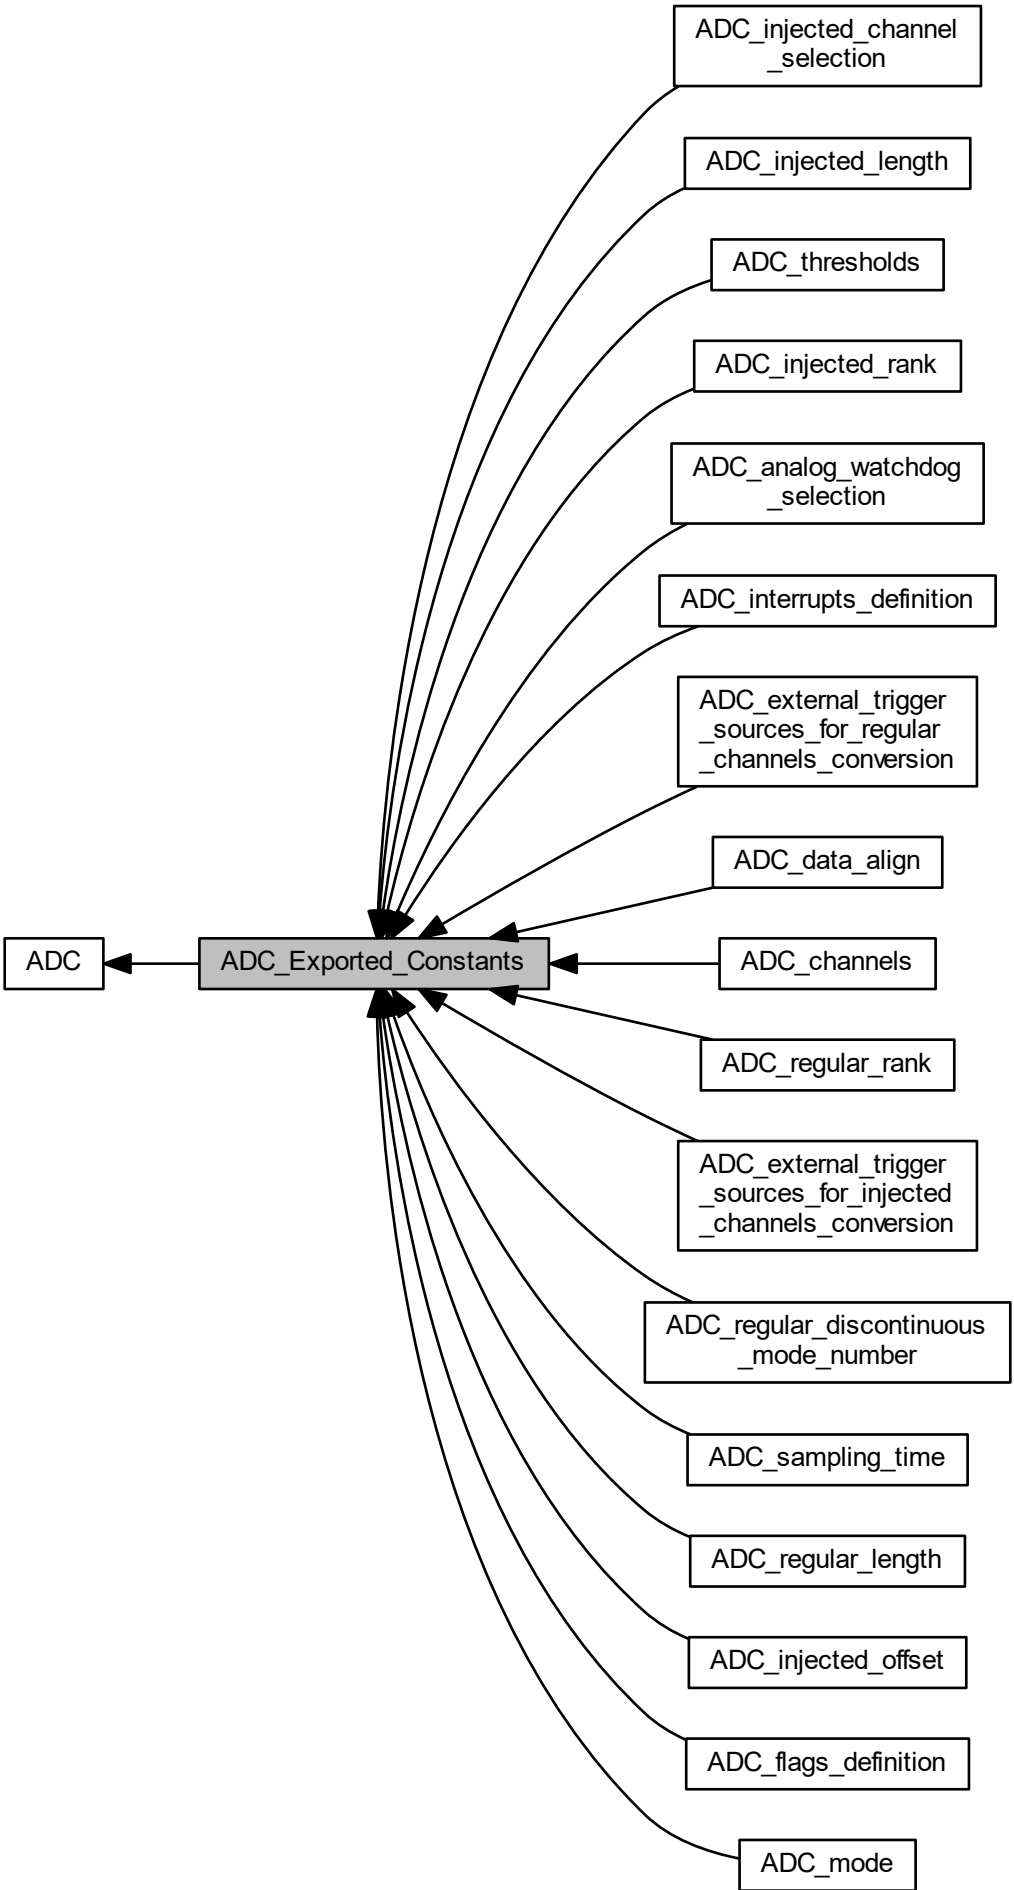 ADC_injected_channel
_selection
ADC_injected_length
ADC_thresholds
ADC_injected_rank
ADC_analog_watchdog
_selection
ADC_interrupts_definition
ADC_external_trigger
_sources_for_regular
_channels_conversion
ADC_data_align
ADC
ADC_Exported_Constants
ADC_channels
ADC_regular_rank
ADC_external_trigger
_sources_for_injected
_channels_conversion
ADC_regular_discontinuous
_mode_number
ADC_sampling_time
ADC_regular_length
ADC_injected_offset
ADC_flags_definition
ADC_mode